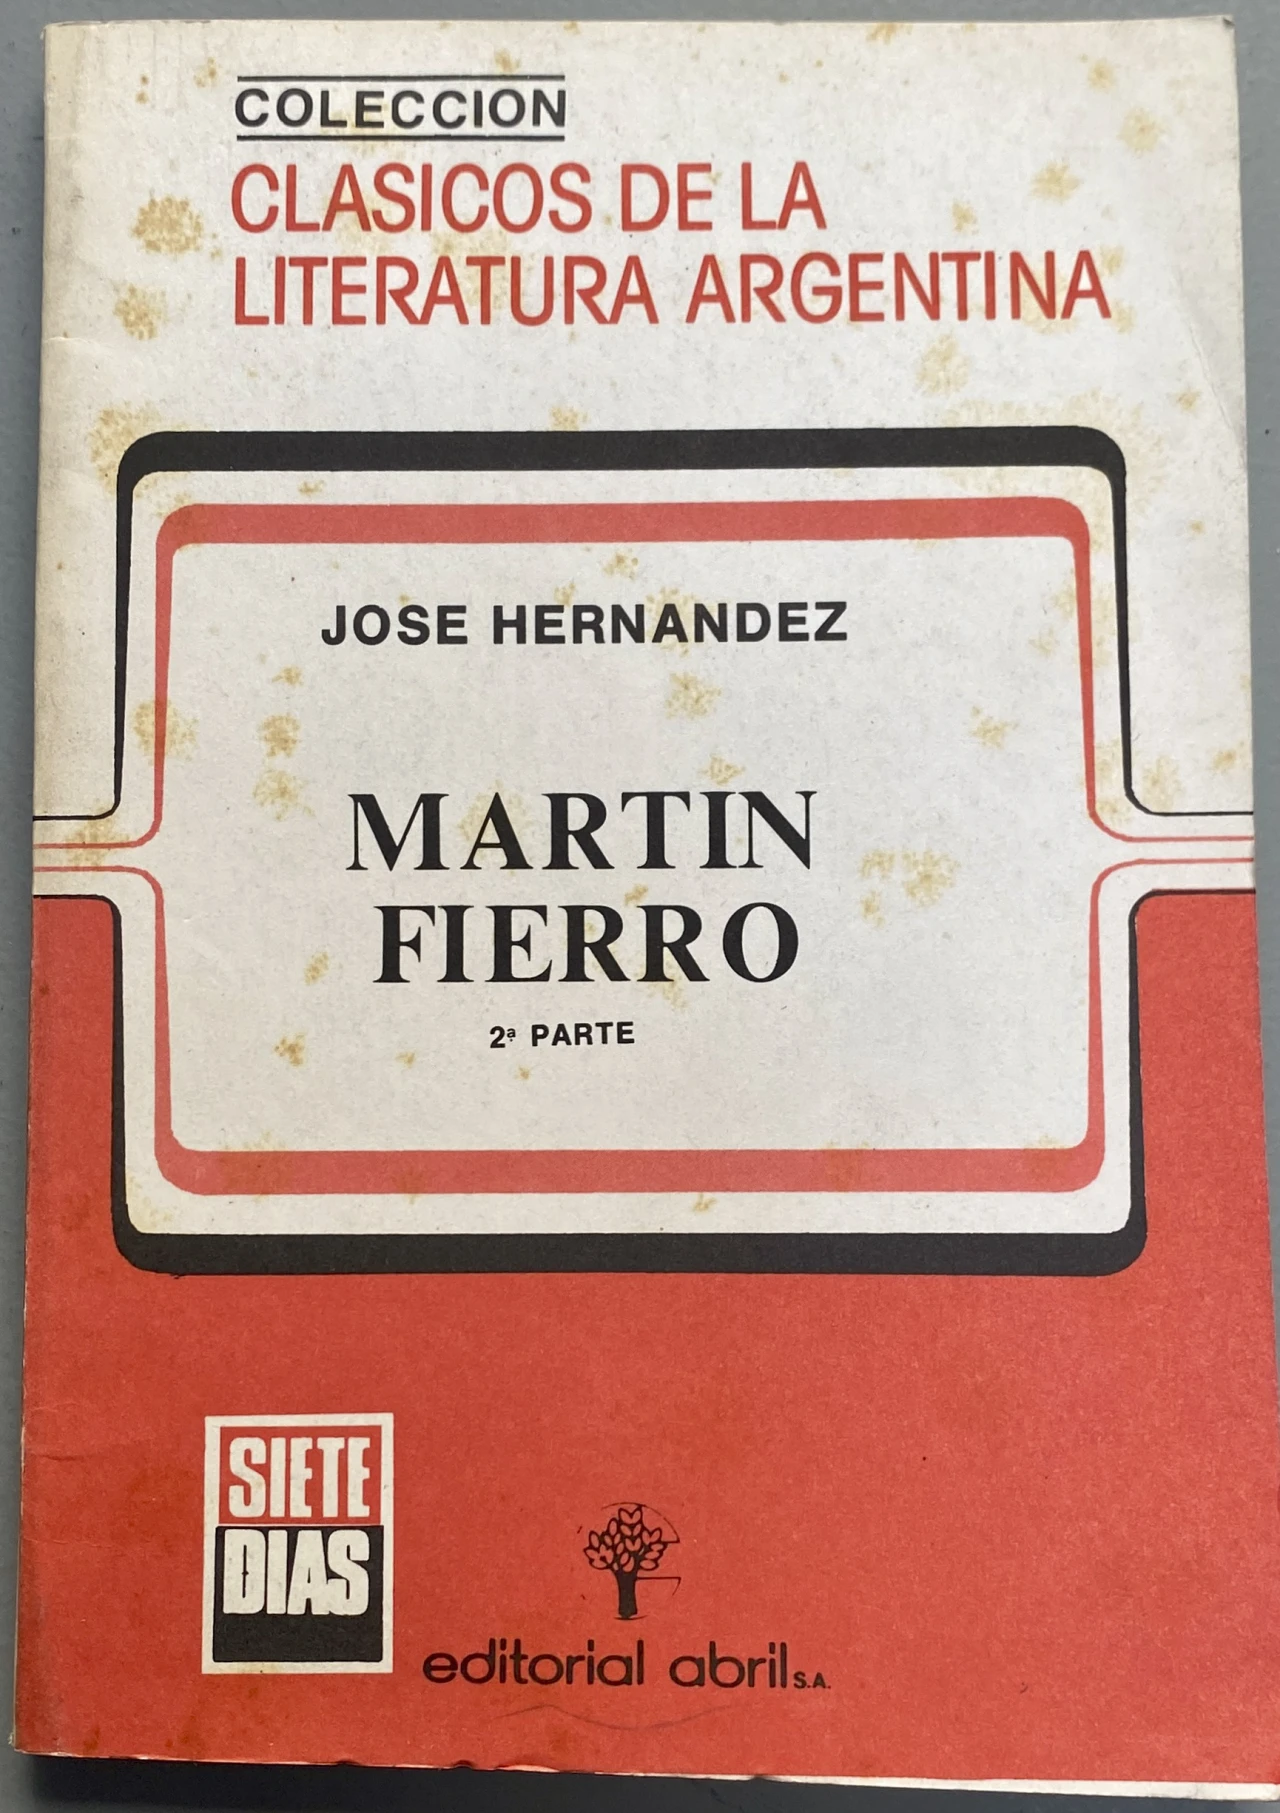 COLECCION
CLASICOS DE LA
LITERATURA ARGENTINA
JOSE HERNANDEZ
MARTIN
FIERRO
2ª PARTE
SIETE
DIAS
editorial abril S.A.